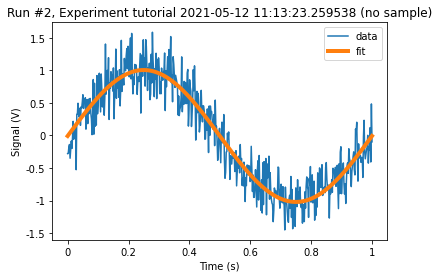 Run #2, Experiment tutorial 2021-05-12 11:13:23.259538 (no sample)
data
fit
1.5
1.0
0.5
0
-0.5
-1.0
-1.5
Signal (V)
0 0.2 0.4 0.6 0.8 1
Time (s)